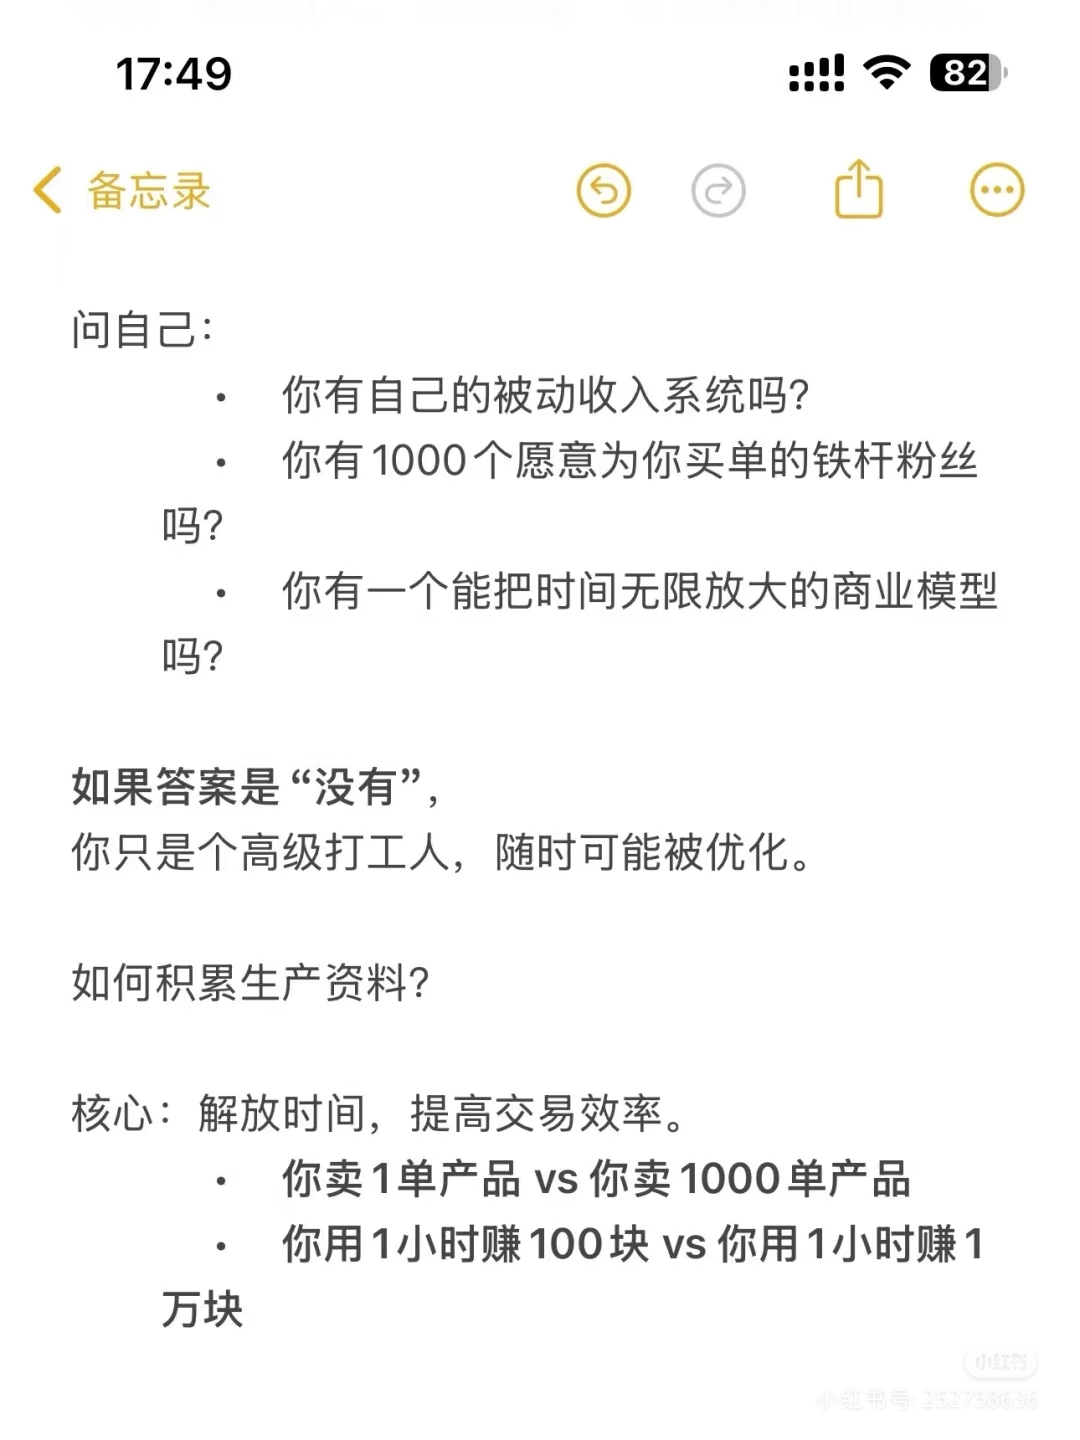 17:49
82
备忘录
问自己：
• 你有自己的被动收入系统吗？
• 你有1000个愿意为你买单的铁杆粉丝
吗？
• 你有一个能把时间无限放大的商业模型
吗？
如果答案是“没有”，
你只是个高级打工人，随时可能被优化。
如何积累生产资料？
核心：解放时间，提高交易效率。
• 你卖1单产品 vs 你卖1000单产品
• 你用1小时赚100块 vs 你用1小时赚1
万块
小红书
小红书号: 252758636